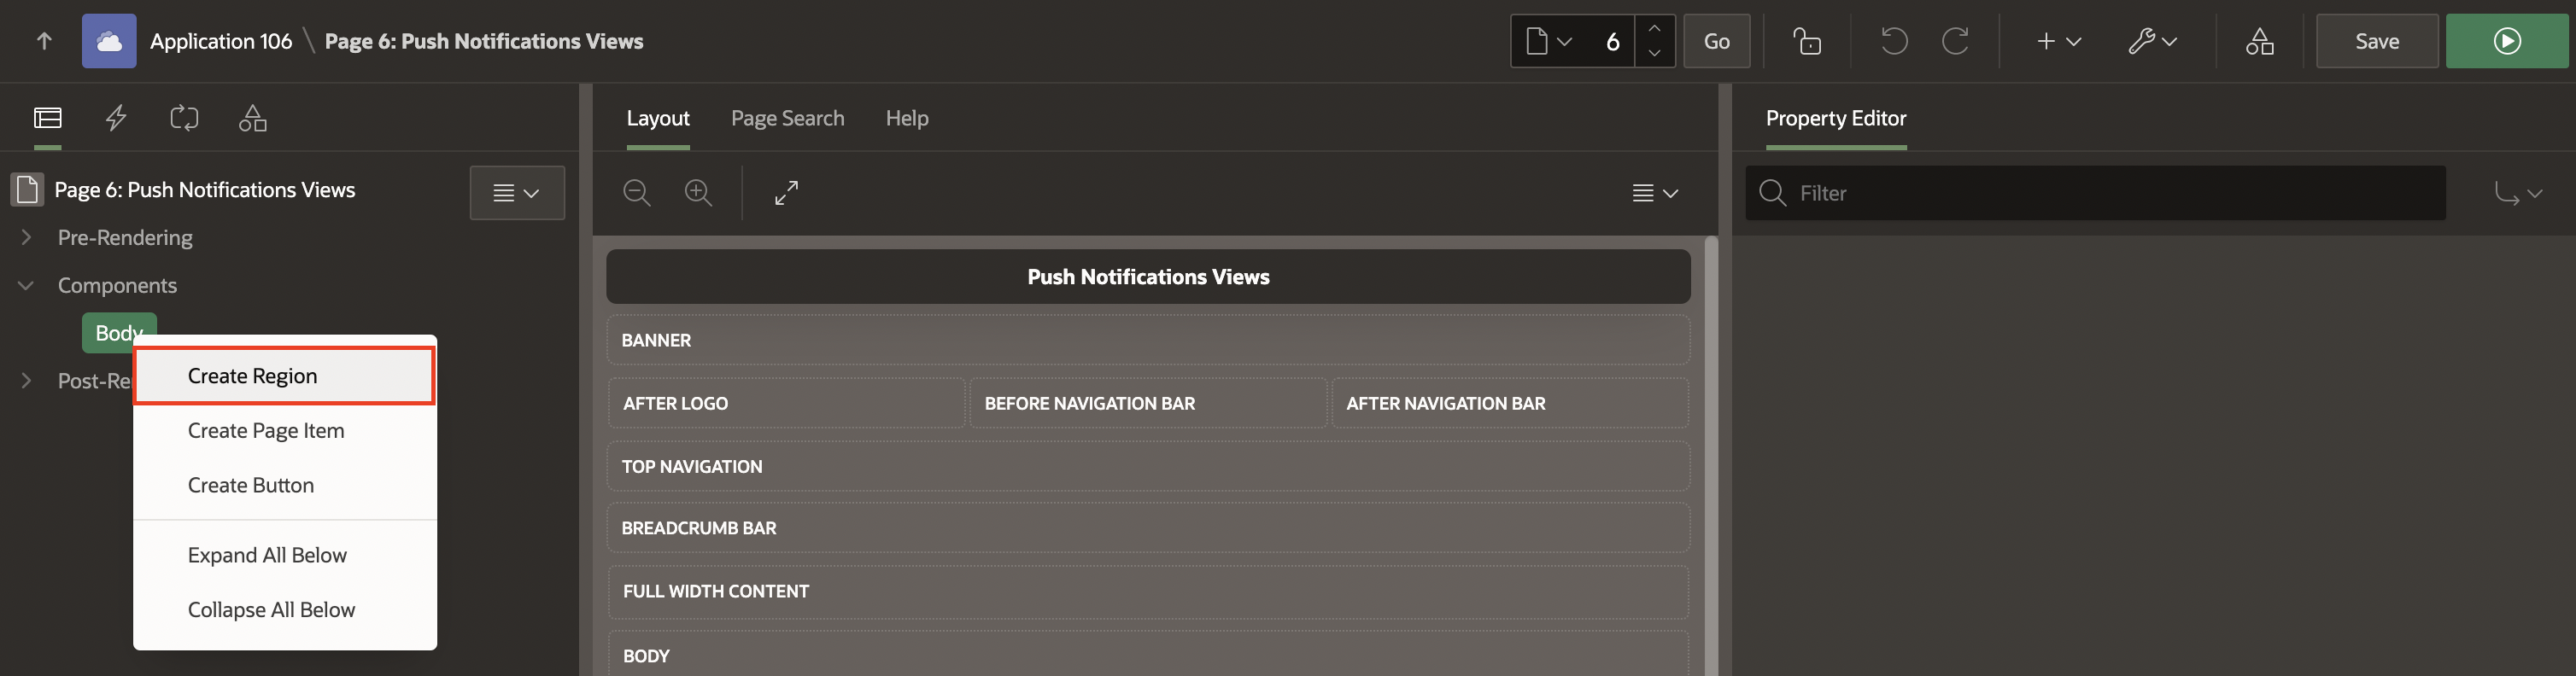 Application 106 \ Page 6: Push Notifications Views
6
Go
Save
Layout
Page Search
Help
Property Editor
Page 6: Push Notifications Views
Filter
Pre-Rendering
Components
Body
Post-Re
Create Region
Create Page Item
Create Button
Expand All Below
Collapse All Below
Push Notifications Views
BANNER
AFTER LOGO
BEFORE NAVIGATION BAR
AFTER NAVIGATION BAR
TOP NAVIGATION
BREADCRUMB BAR
FULL WIDTH CONTENT
BODY